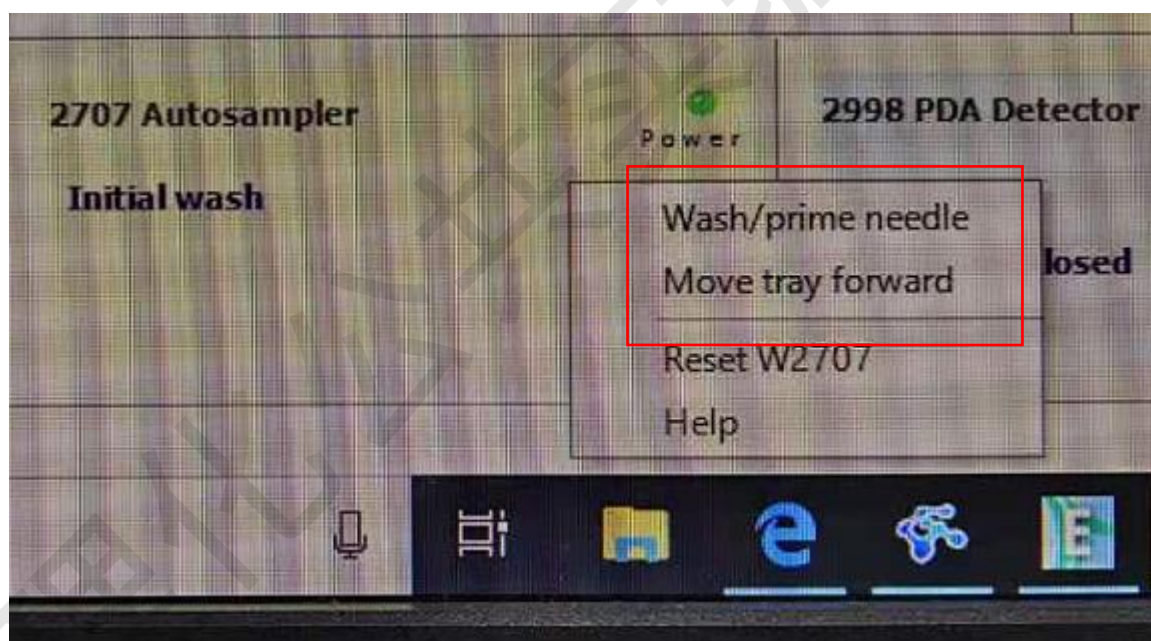 2707 Autosampler
Power
2998 PDA Detector
Initial wash
Wash/prime needle
Move tray forward
losed
Reset W2707
Help